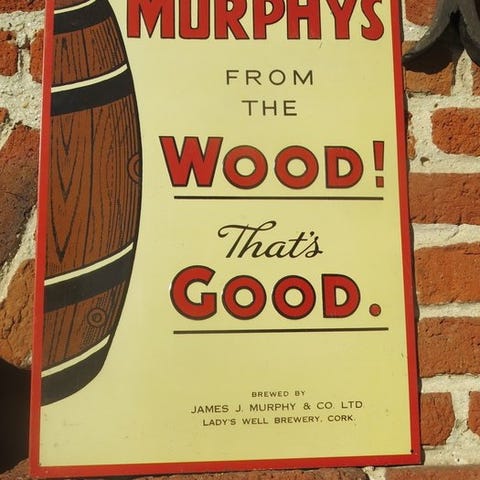 MURPHYS
FROM
THE
WOOD!
That's
GOOD.
BREWED BY
JAMES J. MURPHY & CO. LTD
LADY'S WELL BREWERY, CORK.